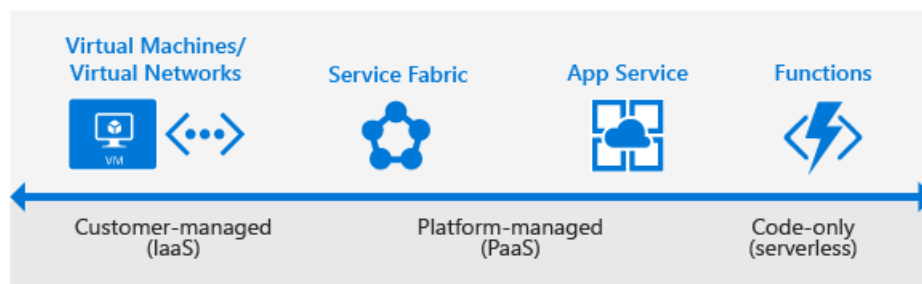 Virtual Machines/
Virtual Networks
Service Fabric
App Service
Functions
VM
Customer-managed
(IaaS)
Platform-managed
(PaaS)
Code-only
(serverless)